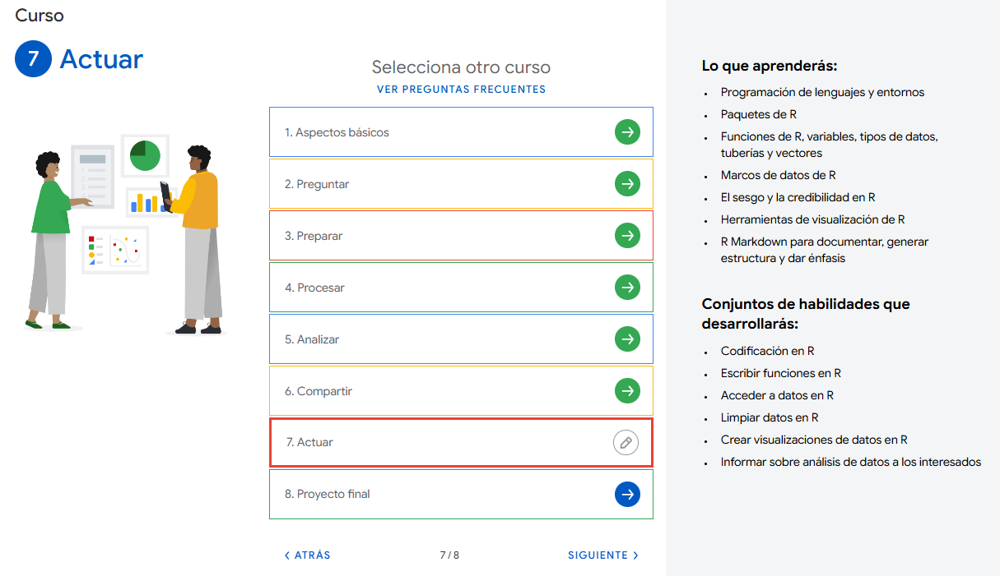 Curso
7 Actuar
Selecciona otro curso
VER PREGUNTAS FRECUENTES
1. Aspectos básicos
2. Preguntar
3. Preparar
4. Procesar
5. Analizar
6. Compartir
7. Actuar
8. Proyecto final
ATRÁS
7 / 8
SIGUIENTE
Lo que aprenderás:
• Programación de lenguajes y entornos
• Paquetes de R
• Funciones de R, variables, tipos de datos,
tuberías y vectores
• Marcos de datos de R
• El sesgo y la credibilidad en R
• Herramientas de visualización de R
• R Markdown para documentar, generar
estructura y dar énfasis
Conjuntos de habilidades que
desarrollarás:
• Codificación en R
• Escribir funciones en R
• Acceder a datos en R
• Limpiar datos en R
• Crear visualizaciones de datos en R
• Informar sobre análisis de datos a los interesados